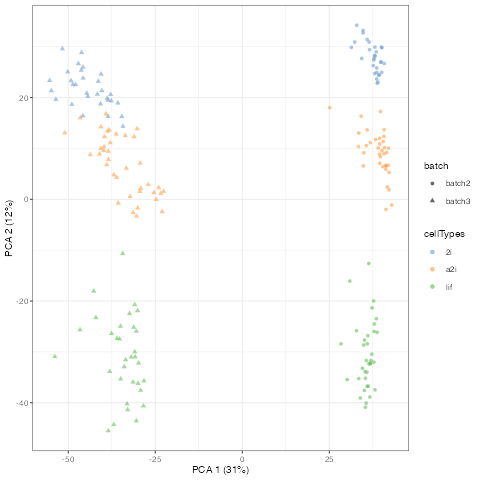 20
0
-20
-40
PCA 2 (12%)
-50
-25
0
25
PCA 1 (31%)
batch
batch2
batch3
cellTypes
2i
a2i
lif